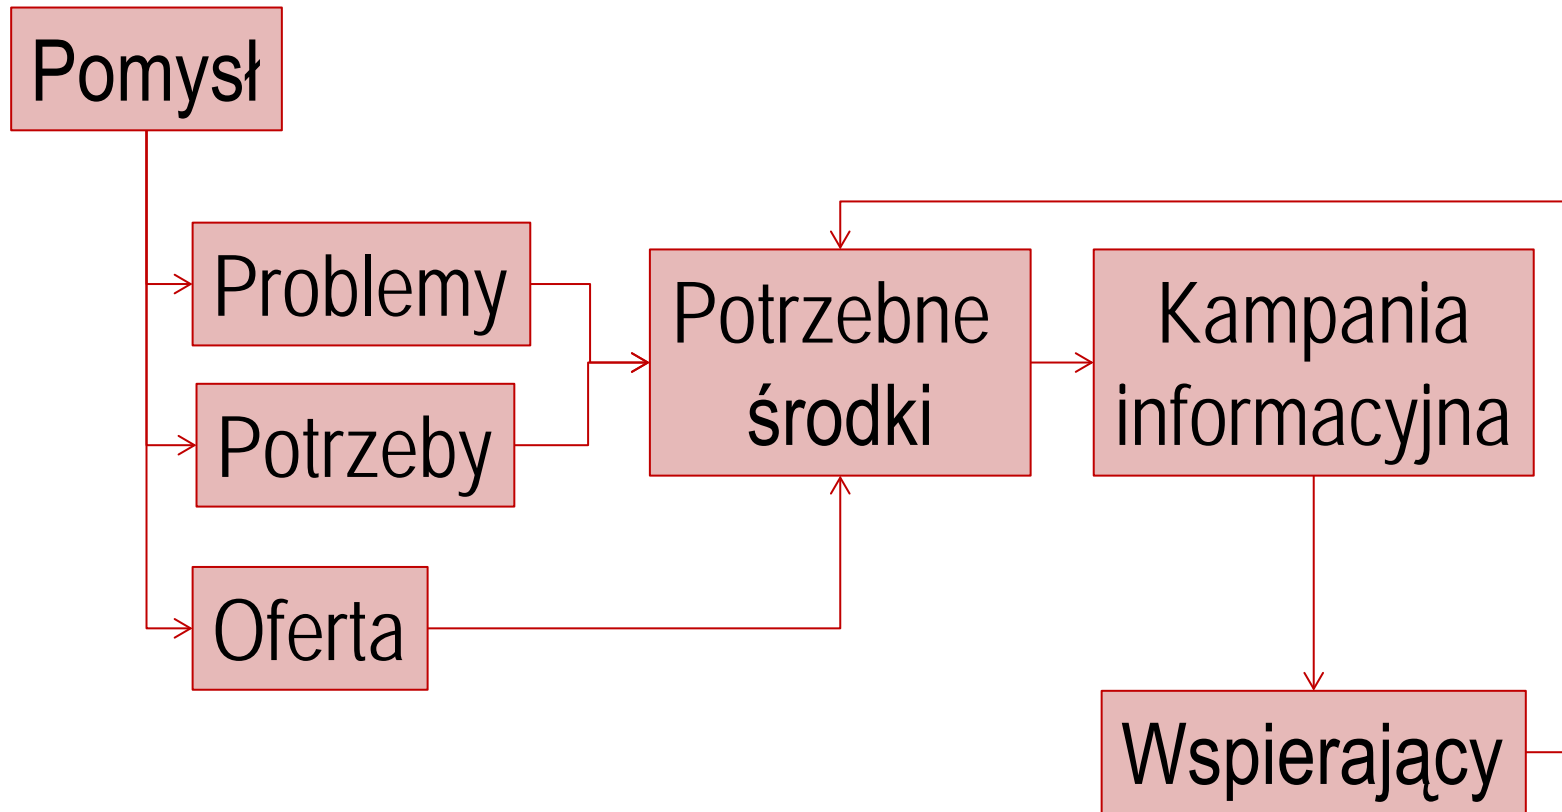 Pomysł
Problemy
Potrzeby
Oferta
Potrzebne
środki
Kampania
informacyjna
Wspierający